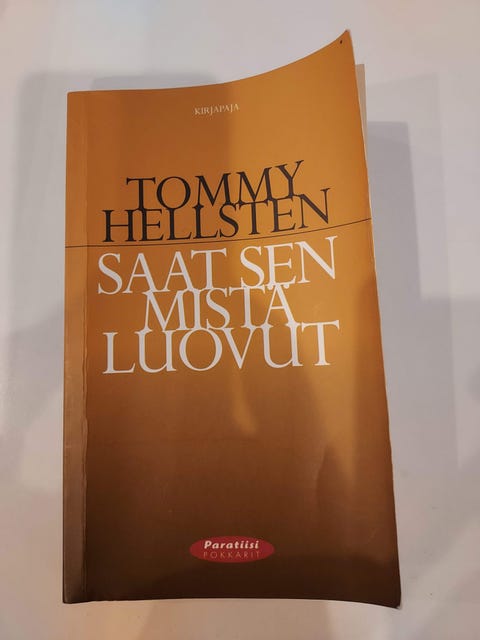 KIRJAPAJA
TOMMY
HELLSTEN
SAAT SEN
MISTÄ
LUOVUT
Paratiisi
POKKARIT